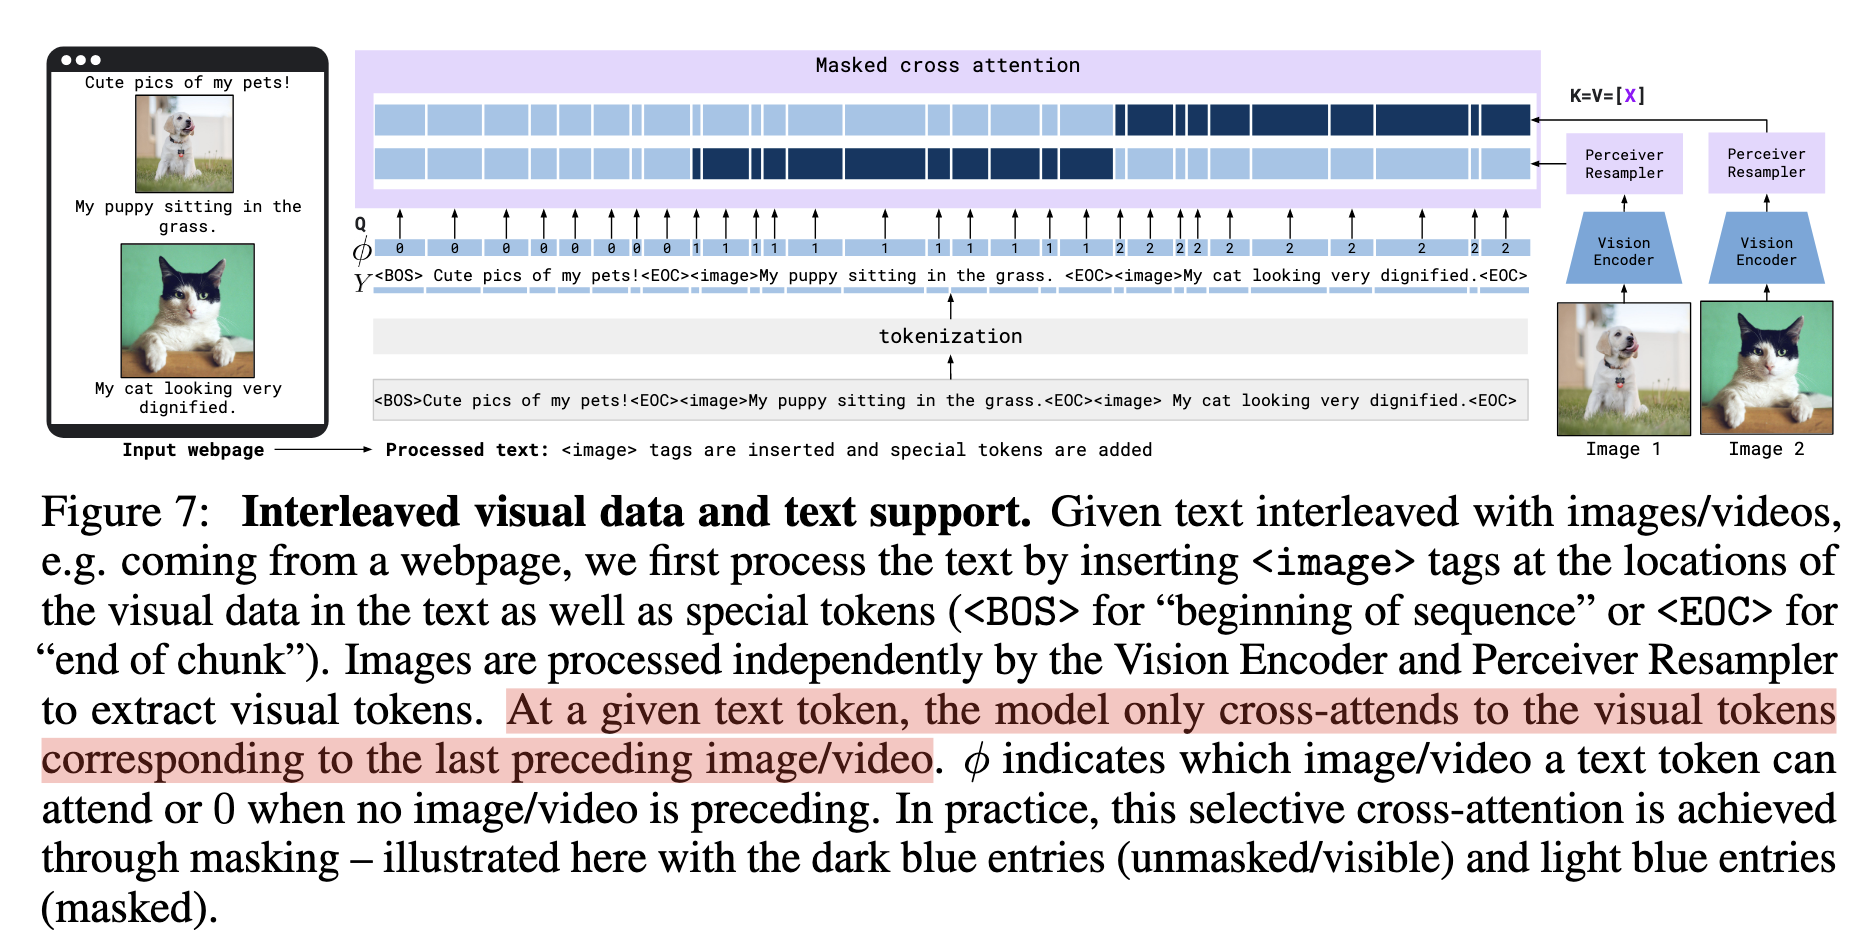 Cute pics of my pets!
My puppy sitting in the
grass.
My cat looking very
dignified.
Input webpage
Masked cross attention
K=V=[X]
Perceiver
Resampler
Perceiver
Resampler
Vision
Encoder
Vision
Encoder
Image 1
Image 2
Q
ϕ 0 0 0 0 0 0 0 0 1 1 1 1 1 1 1 1 1 1 1 2 2 2 2 2 2 2 2 2 2
Y <BOS> Cute pics of my pets!<EOC><image>My puppy sitting in the grass. <EOC><image>My cat looking very dignified.<EOC>
tokenization
<BOS>Cute pics of my pets!<EOC><image>My puppy sitting in the grass.<EOC><image> My cat looking very dignified.<EOC>
Processed text: <image> tags are inserted and special tokens are added
Figure 7: Interleaved visual data and text support. Given text interleaved with images/videos,
e.g. coming from a webpage, we first process the text by inserting <image> tags at the locations of
the visual data in the text as well as special tokens (<BOS> for “beginning of sequence” or <EOC> for
“end of chunk”). Images are processed independently by the Vision Encoder and Perceiver Resampler
to extract visual tokens. At a given text token, the model only cross-attends to the visual tokens
corresponding to the last preceding image/video. ϕ indicates which image/video a text token can
attend or 0 when no image/video is preceding. In practice, this selective cross-attention is achieved
through masking – illustrated here with the dark blue entries (unmasked/visible) and light blue entries
(masked).